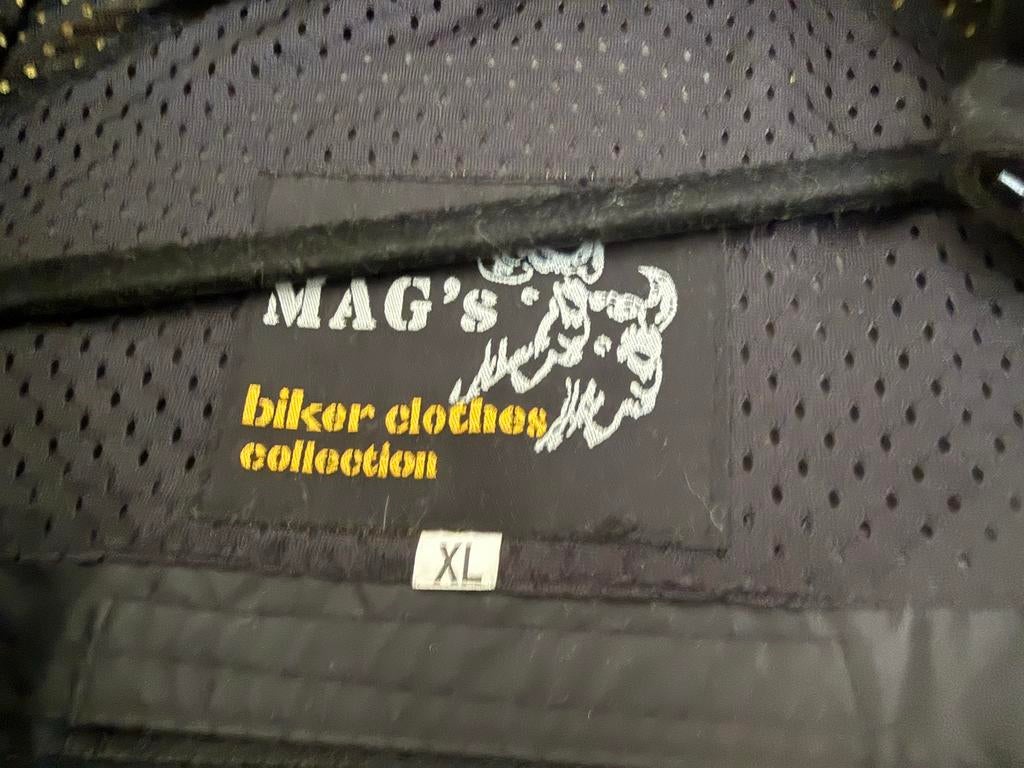 MAG's
biker clothes
collection
XL